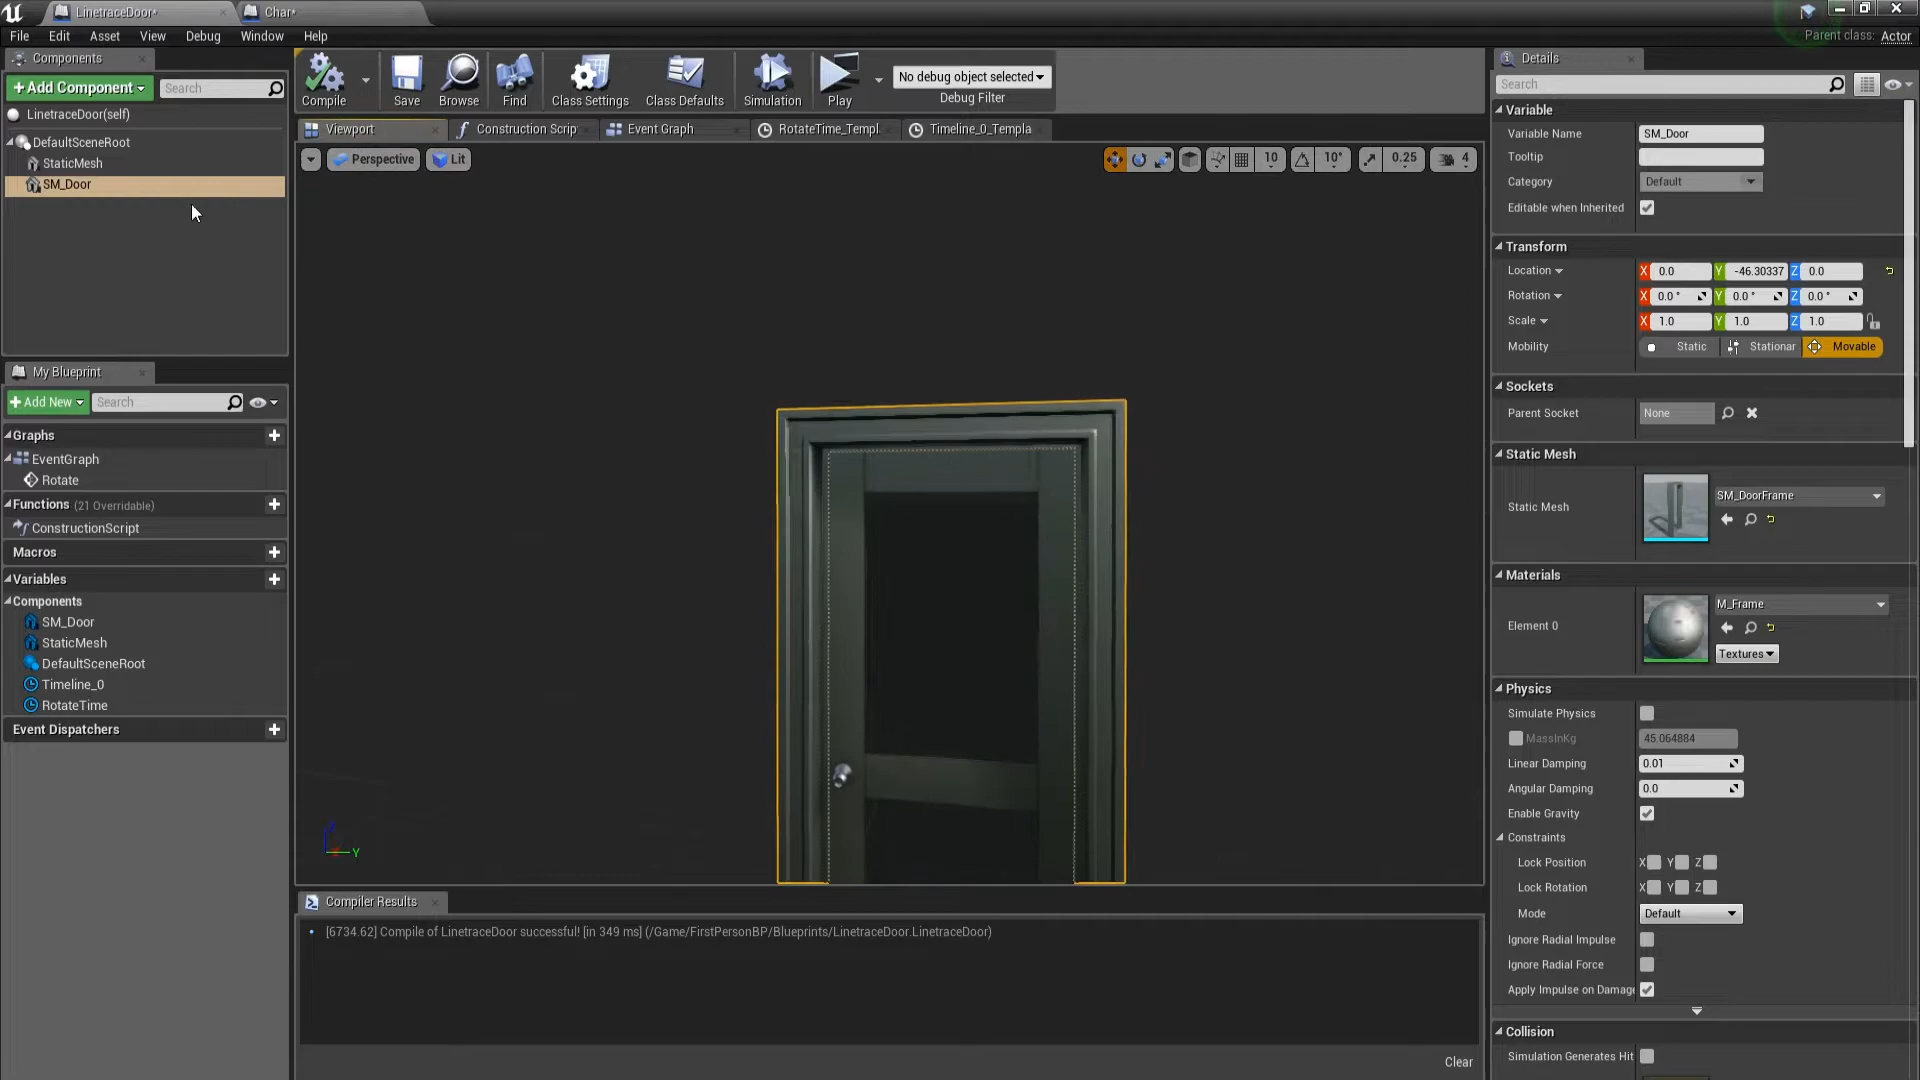 LinetraceDoor*
Char*
File Edit Asset View Debug Window Help
Parent class: Actor
Components
+Add Component
Search
LinetraceDoor(self)
DefaultSceneRoot
StaticMesh
SM_Door
My Blueprint
+Add New
Search
Graphs
EventGraph
Rotate
Functions (21 Overridable)
ConstructionScript
Macros
Variables
Components
SM_Door
StaticMesh
DefaultSceneRoot
Timeline_0
RotateTime
Event Dispatchers
Compile
Save
Browse
Find
Class Settings
Class Defaults
Simulation
Play
No debug object selected
Debug Filter
Viewport
Construction Scrip
Event Graph
RotateTime_Templ
Timeline_0_Templa
Perspective
Lit
10
10°
0.25
4
Y
Compiler Results
[6734.62] Compile of LinetraceDoor successful! [in 349 ms] (/Game/FirstPersonBP/Blueprints/LinetraceDoor.LinetraceDoor)
Clear
Details
Search
Variable
Variable Name SM_Door
Tooltip
Category Default
Editable when Inherited
Transform
Location X 0.0 Y -46.30337 Z 0.0
Rotation X 0.0° Y 0.0° Z 0.0°
Scale X 1.0 Y 1.0 Z 1.0
Mobility Static Stationar Movable
Sockets
Parent Socket None
Static Mesh
Static Mesh SM_DoorFrame
Materials
Element 0 M_Frame
Textures
Physics
Simulate Physics
MassInKg 45.064884
Linear Damping 0.01
Angular Damping 0.0
Enable Gravity
Constraints
Lock Position X Y Z
Lock Rotation X Y Z
Mode Default
Ignore Radial Impulse
Ignore Radial Force
Apply Impulse on Damage
Collision
Simulation Generates Hit